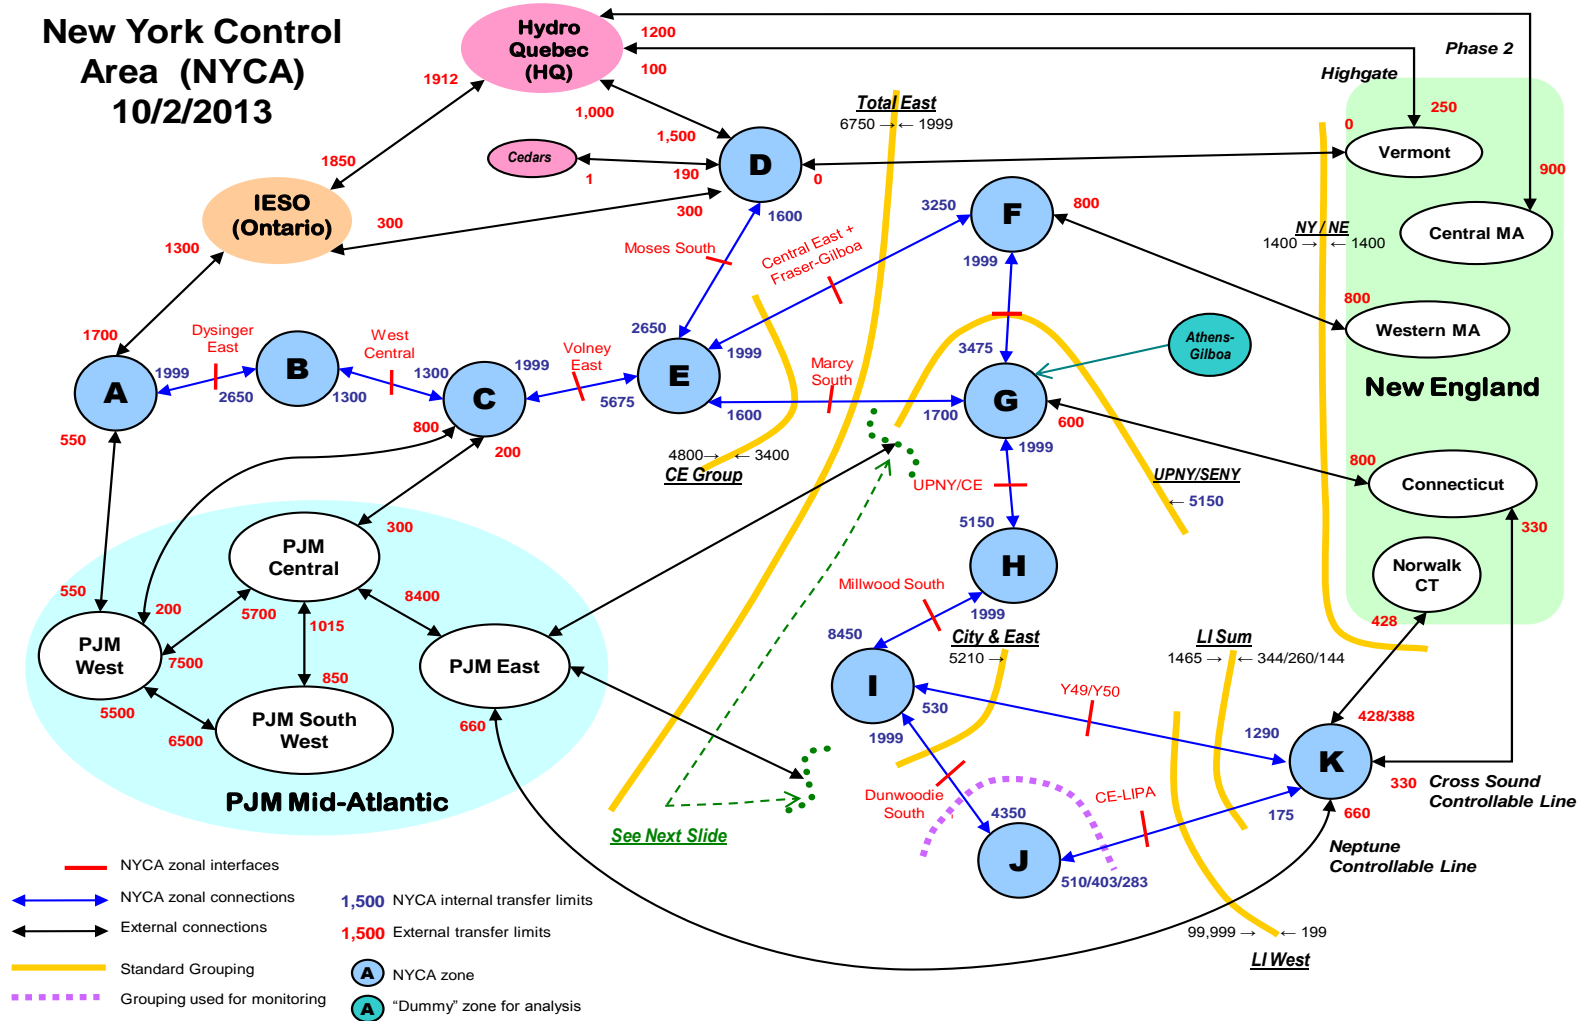 New York Control
Area (NYCA)
10/2/2013
Hydro
Quebec
(HQ)
1200
100
Phase 2
Highgate
1912
1,000
1,500
Total East
6750 →← 1999
250
0
Vermont
900
Cedars
1
190
D
0
1850
IESO
(Ontario)
300
300
1600
3250
F
800
NY / NE
1400 → ← 1400
Central MA
1300
Moses South
Central East +
Fraser-Gilboa
1999
800
Western MA
1700
Dysinger
East
West
Central
Volney
East
2650
1999
3475
Athens-
Gilboa
New England
A
1999
2650
B
1300
1300
C
1999
5675
E
Marcy
South
1600
1700
G
600
1999
550
800
200
4800→ ← 3400
CE Group
UPNY/CE
UPNY/SENY
← 5150
800
Connecticut
330
300
5150
PJM
Central
H
Norwalk
CT
550
200
5700
1015
8400
Millwood South
1999
428
PJM
West
7500
PJM East
8450
City & East
5210 →
LI Sum
1465 → ← 344/260/144
850
5500
6500
PJM South
West
660
I
530
1999
Y49/Y50
428/388
1290
K
PJM Mid-Atlantic
330
Cross Sound
Controllable Line
Dunwoodie
South
CE-LIPA
4350
175
660
See Next Slide
J
510/403/283
Neptune
Controllable Line
NYCA zonal interfaces
NYCA zonal connections
External connections
Standard Grouping
Grouping used for monitoring
1,500 NYCA internal transfer limits
1,500 External transfer limits
A NYCA zone
A "Dummy" zone for analysis
99,999 → ← 199
LI West